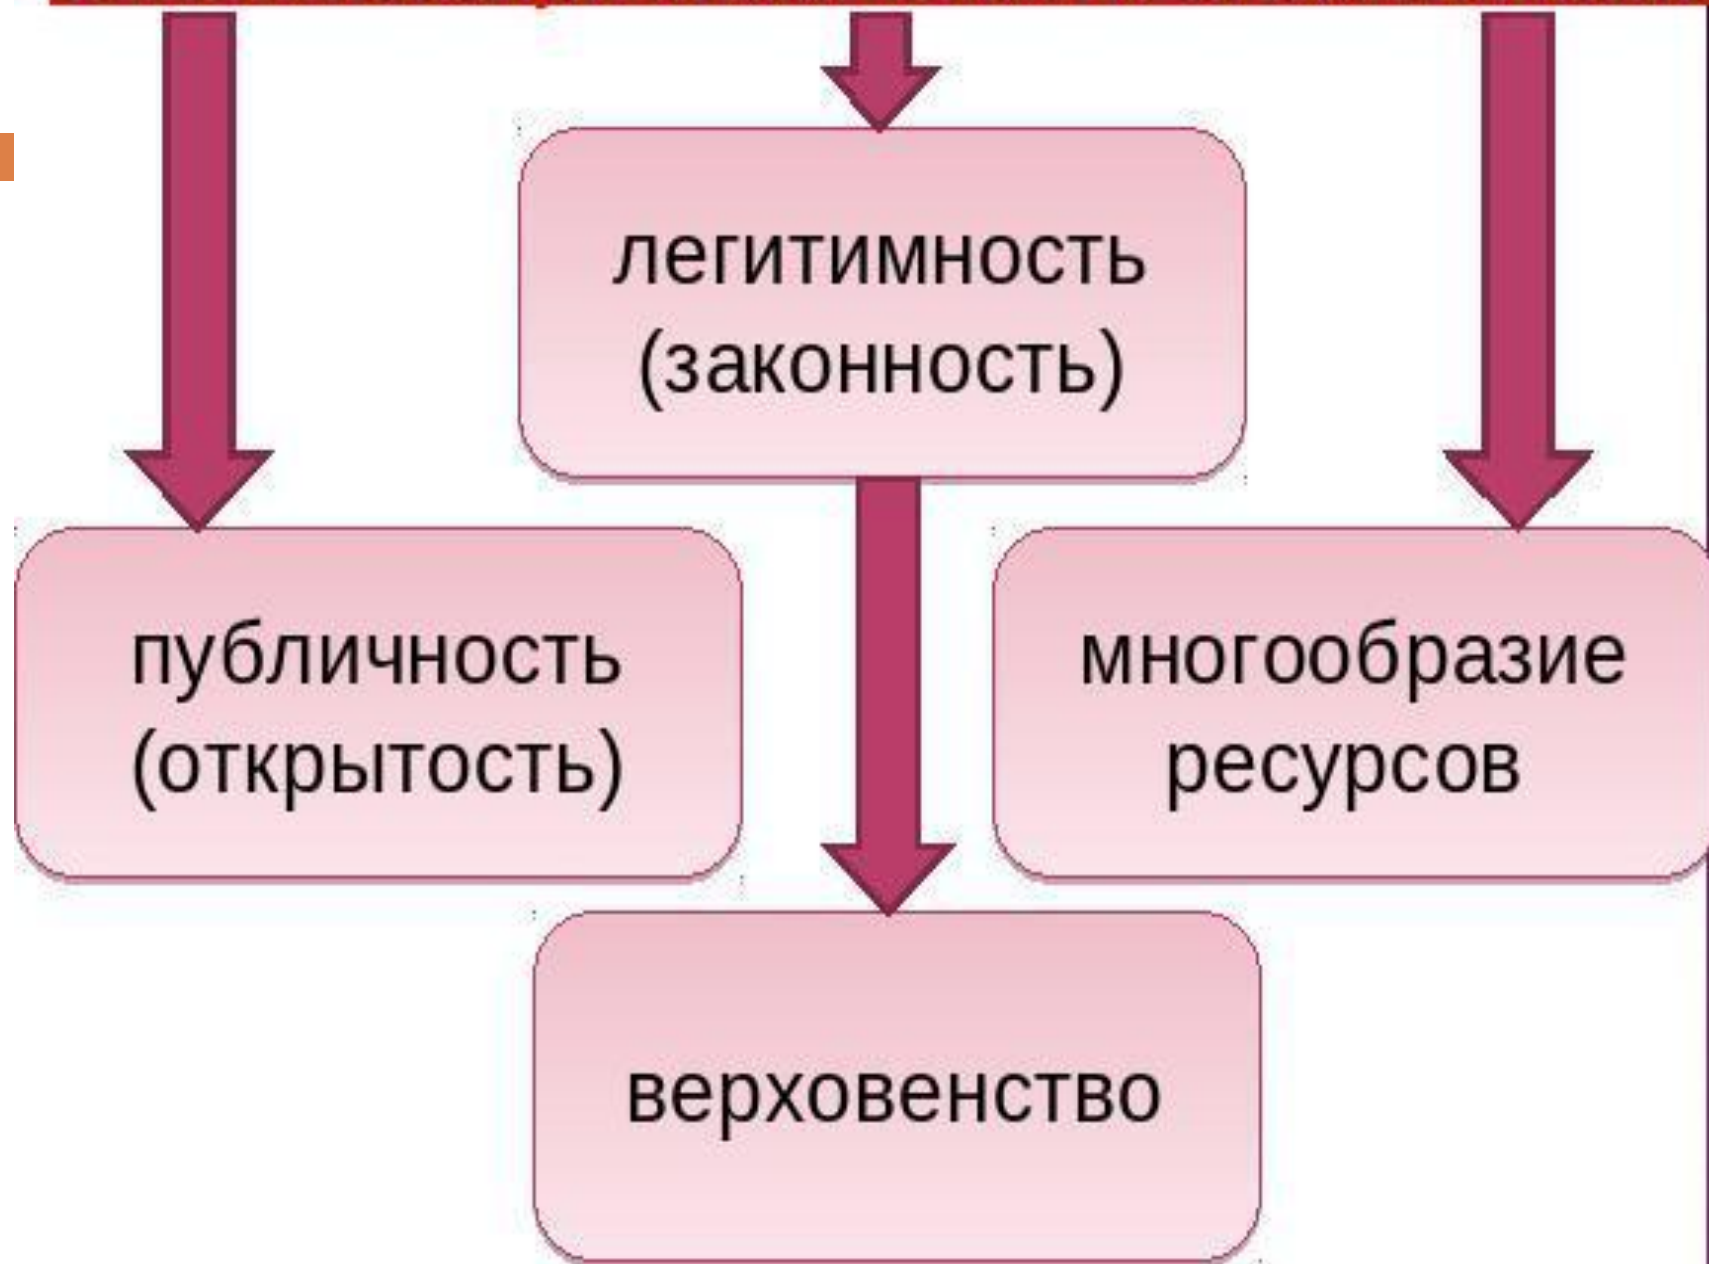 легитимность
(законность)
публичность
(открытость)
многообразие
ресурсов
верховенство